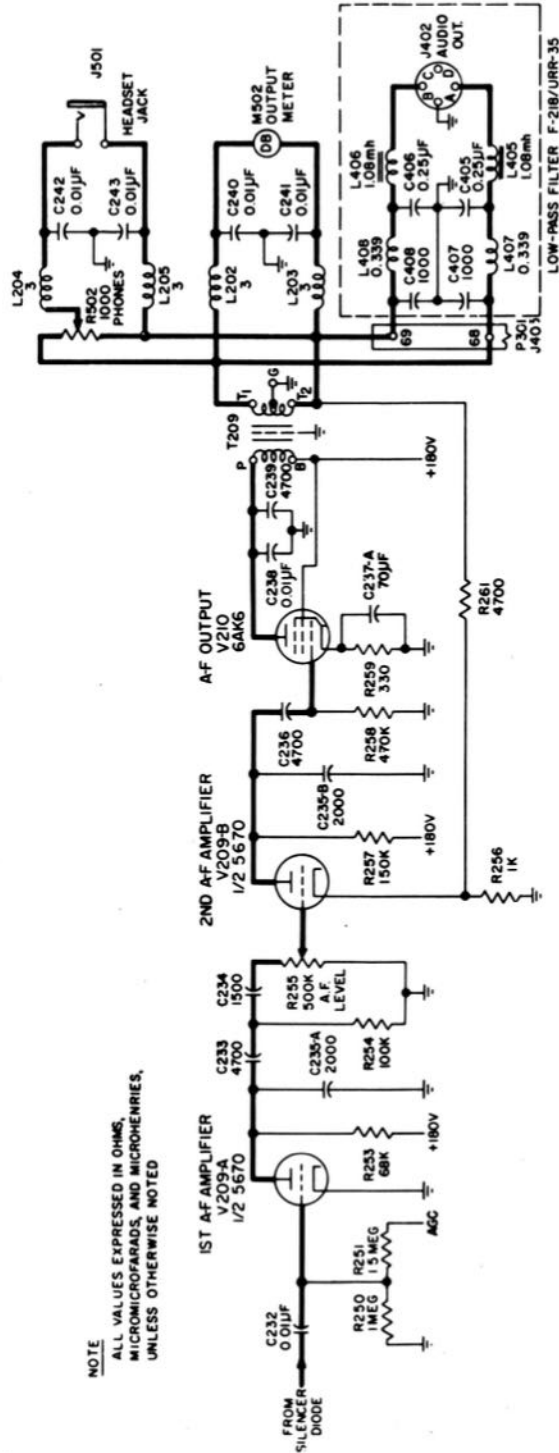 NOTE
ALL VALUES EXPRESSED IN OHMS,
MICROMICROFARADS, AND MICROHENRIES,
UNLESS OTHERWISE NOTED
FROM
SILENCER
DIODE
C232
0.01μF
R250
1 MEG
R251
15 MEG
AGC
1ST A-F AMPLIFIER
V209-A
1/2 5670
R253
68K
+180V
C235-A
2000
C233
4700
R254
100K
C234
1500
R255
500K
A.F.
LEVEL
2ND A-F AMPLIFIER
V209-B
1/2 5670
R256
1K
R257
150K
+180V
C235-B
2000
C236
4700
R258
470K
A-F OUTPUT
V210
6AK6
R259
330
C237-A
70μF
C238
0.01μF
C239
4700
P
B
+180V
R261
4700
T209
T1
G
T2
L204
3
R502
1000
PHONES
L205
3
C242
0.01μF
C243
0.01μF
J501
HEADSET
JACK
L202
3
L203
3
C240
0.01μF
C241
0.01μF
DB
M502
OUTPUT
METER
69
68
P301
J403
L408
0.339
C408
1000
C407
1000
L407
0.339
L406
1.08mh
C406
0.25μF
C405
0.25μF
L405
1.08mh
B
C
A
D
J402
AUDIO
OUT.
LOW-PASS FILTER F-218/URR-35